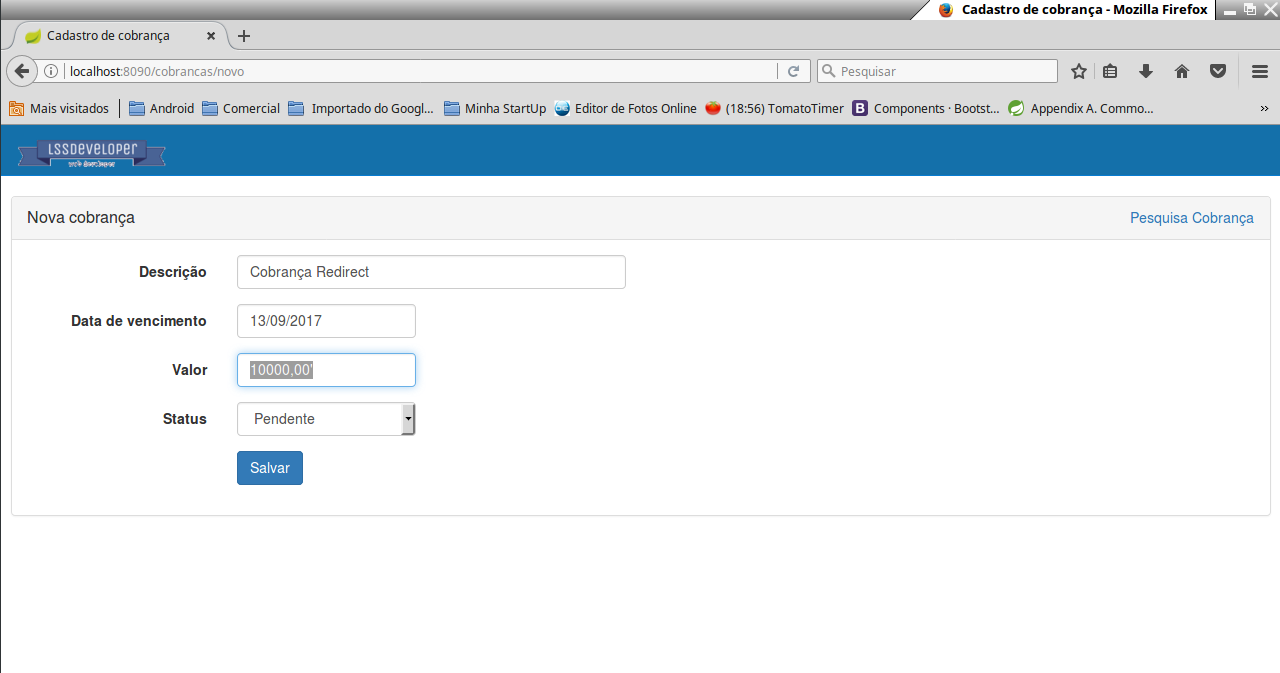 Cadastro de cobrança - Mozilla Firefox
Cadastro de cobrança
localhost:8090/cobrancas/novo
Pesquisar
Mais visitados Android Comercial Importado do Googl... Minha StartUp Editor de Fotos Online (18:56) TomatoTimer B Components · Bootst... Appendix A. Commo... »
LSSDEVELOPER
Nova cobrança Pesquisa Cobrança
Descrição Cobrança Redirect
Data de vencimento 13/09/2017
Valor 10000,00'
Status Pendente
Salvar